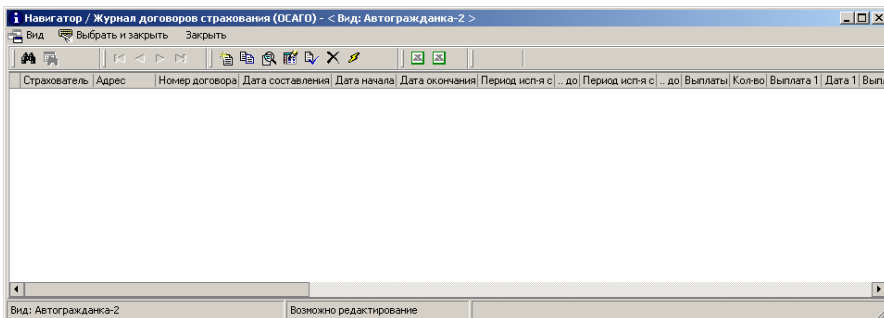 Навигатор / Журнал договоров страхования (ОСАГО) - < Вид: Автогражданка-2 >
Вид Выбрать и закрыть Закрыть
Страхователь Адрес Номер договора Дата составления Дата начала Дата окончания Период исп-я с .. до Период исп-я с .. до Выплаты Кол-во Выплата 1 Дата 1 Вып
Вид: Автогражданка-2 Возможно редактирование